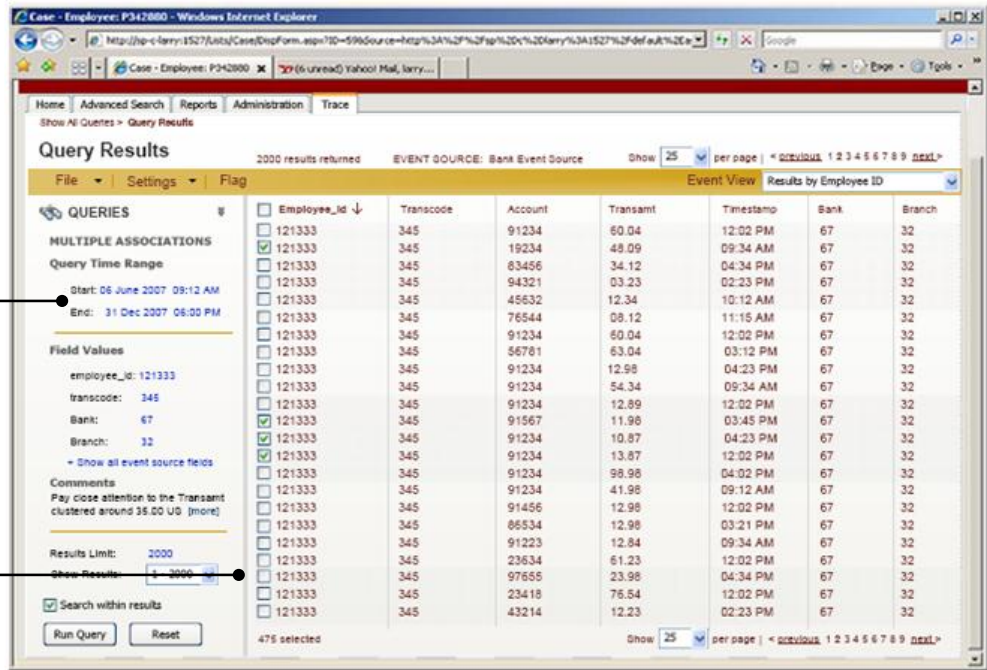 Case - Employee: P342880 - Windows Internet Explorer
Case - Employee: P342880
(6 unread) Yahoo! Mail, larry....
Google
Page
Tools
Home Advanced Search Reports Administration Trace
Show All Queries > Query Results
Query Results
2000 results returned EVENT SOURCE: Bank Event Source Show 25 per page | < previous 1 2 3 4 5 6 7 8 9 next >
File Settings Flag Event View Results by Employee ID
QUERIES
MULTIPLE ASSOCIATIONS
Query Time Range
Start: 06 June 2007 09:12 AM
End: 31 Dec 2007 06:00 PM
Field Values
employee_id: 121333
transcode: 345
Bank: 67
Branch: 32
+ Show all event source fields
Comments
Pay close attention to the Transamt
clustered around 35.00 US [more]
Results Limit: 2000
Show Results: 1 - 2000
Search within results
Run Query Reset
Employee_Id Transcode Account Transamt Timestamp Bank Branch
121333 345 91234 60.04 12:02 PM 67 32
121333 345 19234 48.09 09:34 AM 67 32
121333 345 83456 34.12 04:34 PM 67 32
121333 345 94321 03.23 02:23 PM 67 32
121333 345 45632 12.34 10:12 AM 67 32
121333 345 76544 08.12 11:15 AM 67 32
121333 345 91234 60.04 12:02 PM 67 32
121333 345 56781 63.04 03:12 PM 67 32
121333 345 91234 12.98 04:23 PM 67 32
121333 345 91234 54.34 09:34 AM 67 32
121333 345 91234 12.89 12:02 PM 67 32
121333 345 91567 11.98 03:45 PM 67 32
121333 345 91234 10.87 04:23 PM 67 32
121333 345 91234 13.87 12:02 PM 67 32
121333 345 91234 98.98 04:02 PM 67 32
121333 345 91234 41.98 09:12 AM 67 32
121333 345 91456 12.98 12:02 PM 67 32
121333 345 86534 12.98 03:21 PM 67 32
121333 345 91223 12.84 09:34 AM 67 32
121333 345 23634 61.23 12:02 PM 67 32
121333 345 97655 23.98 04:34 PM 67 32
121333 345 23418 76.54 12:02 PM 67 32
121333 345 43214 12.23 02:23 PM 67 32
475 selected Show 25 per page | < previous 1 2 3 4 5 6 7 8 9 next >